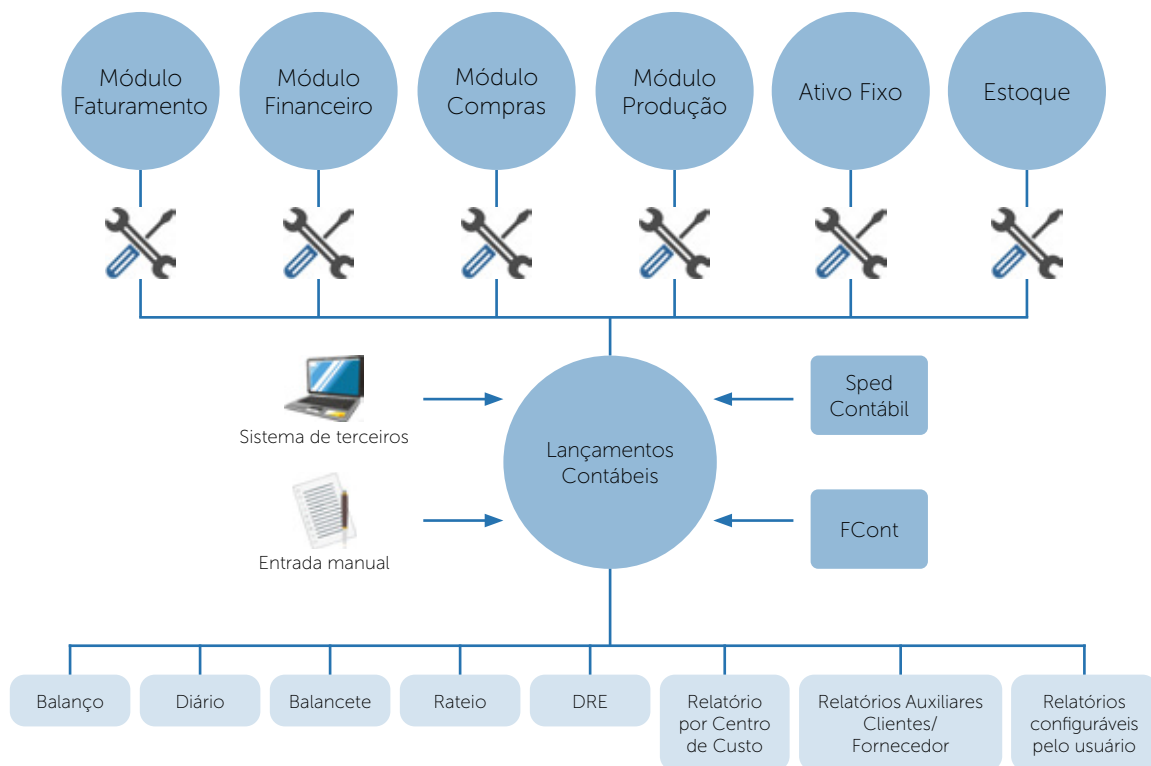 Módulo
Faturamento
Módulo
Financeiro
Módulo
Compras
Módulo
Produção
Ativo Fixo
Estoque
Sistema de terceiros
Sped
Contábil
Lançamentos
Contábeis
Entrada manual
FCont
Balanço
Diário
Balancete
Rateio
DRE
Relatório
por Centro
de Custo
Relatórios Auxiliares
Clientes/
Fornecedor
Relatórios
configuráveis
pelo usuário